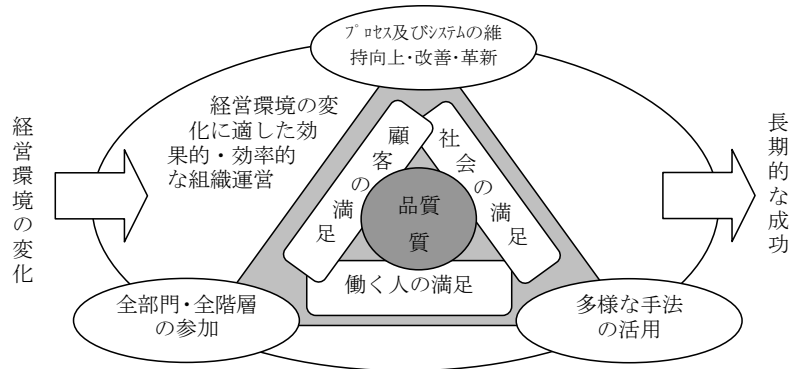 プロセス及びシステムの維
持向上・改善・革新
経営環境の変
化に適した効
果的・効率的
な組織運営
経営環境の変化
顧客の満足
社会の満足
品質
質
働く人の満足
長期的な成功
全部門・全階層
の参加
多様な手法
の活用